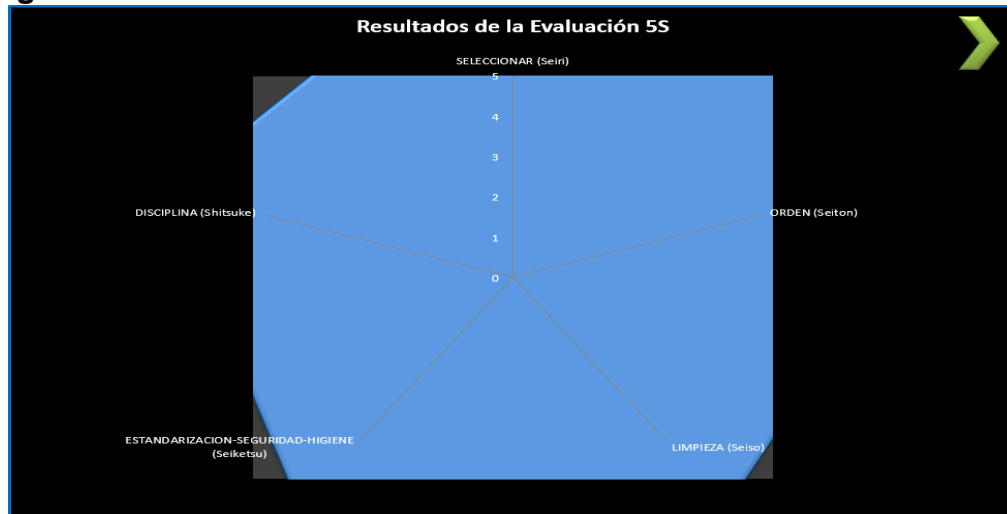 Resultados de la Evaluación 5S
SELECCIONAR (Seiri)
5
4
3
2
1
0
DISCIPLINA (Shitsuke)
ORDEN (Seiton)
ESTANDARIZACION-SEGURIDAD-HIGIENE
(Seiketsu)
LIMPIEZA (Seiso)